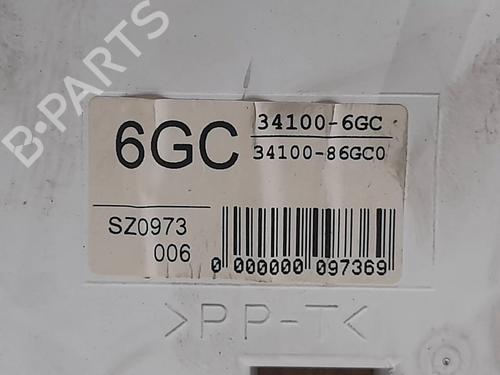 B-PARTS
6GC
34100-6GC
34100-86GC0
SZ0973
006
0 000000 097369
>PP-T<